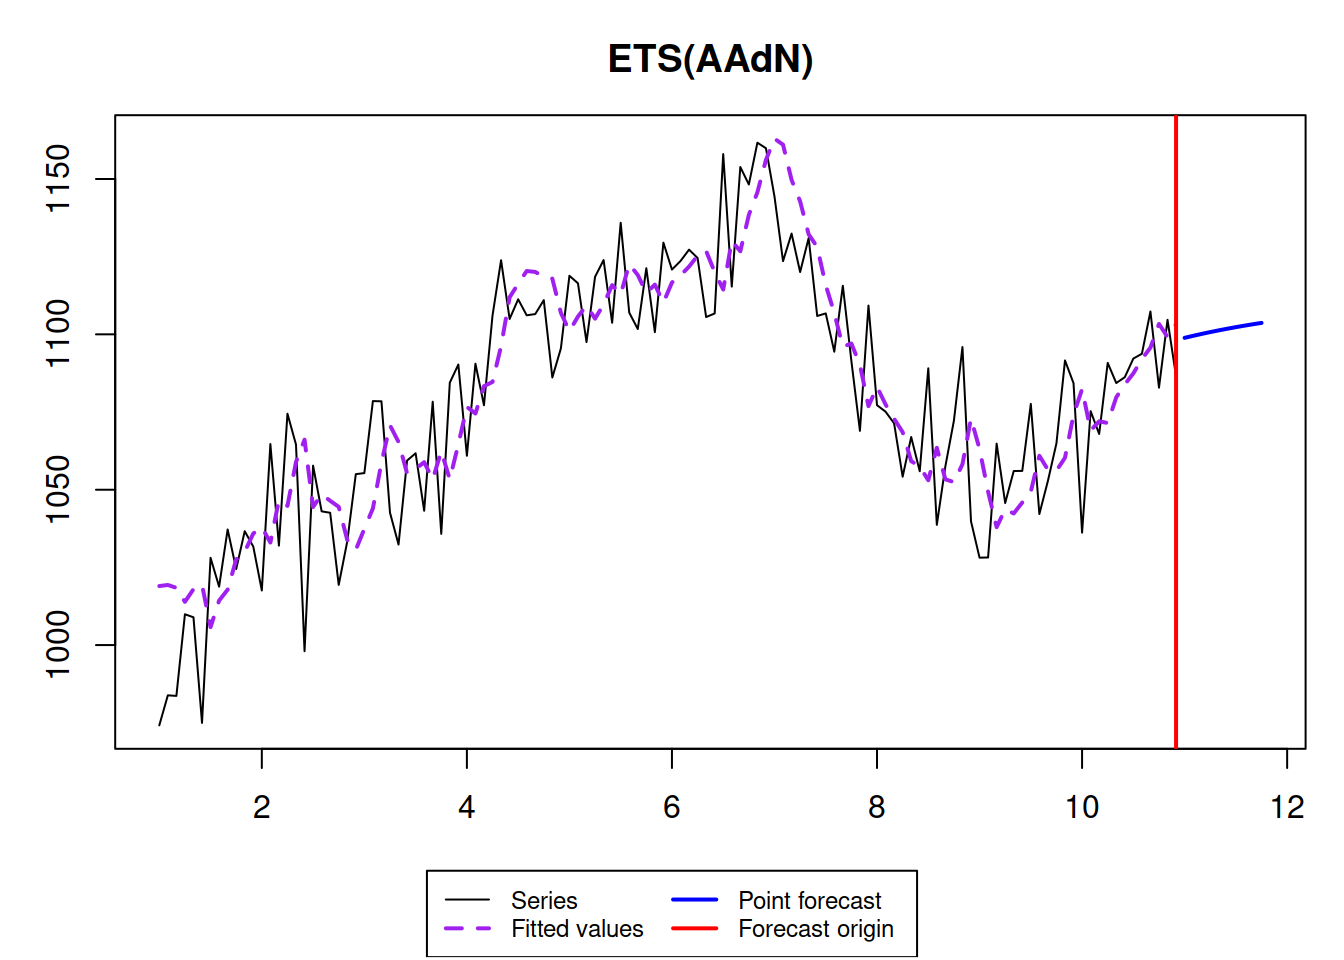 ETS(AAdN)
1150
1100
1050
1000
2 4 6 8 10 12
Series Point forecast
Fitted values Forecast origin